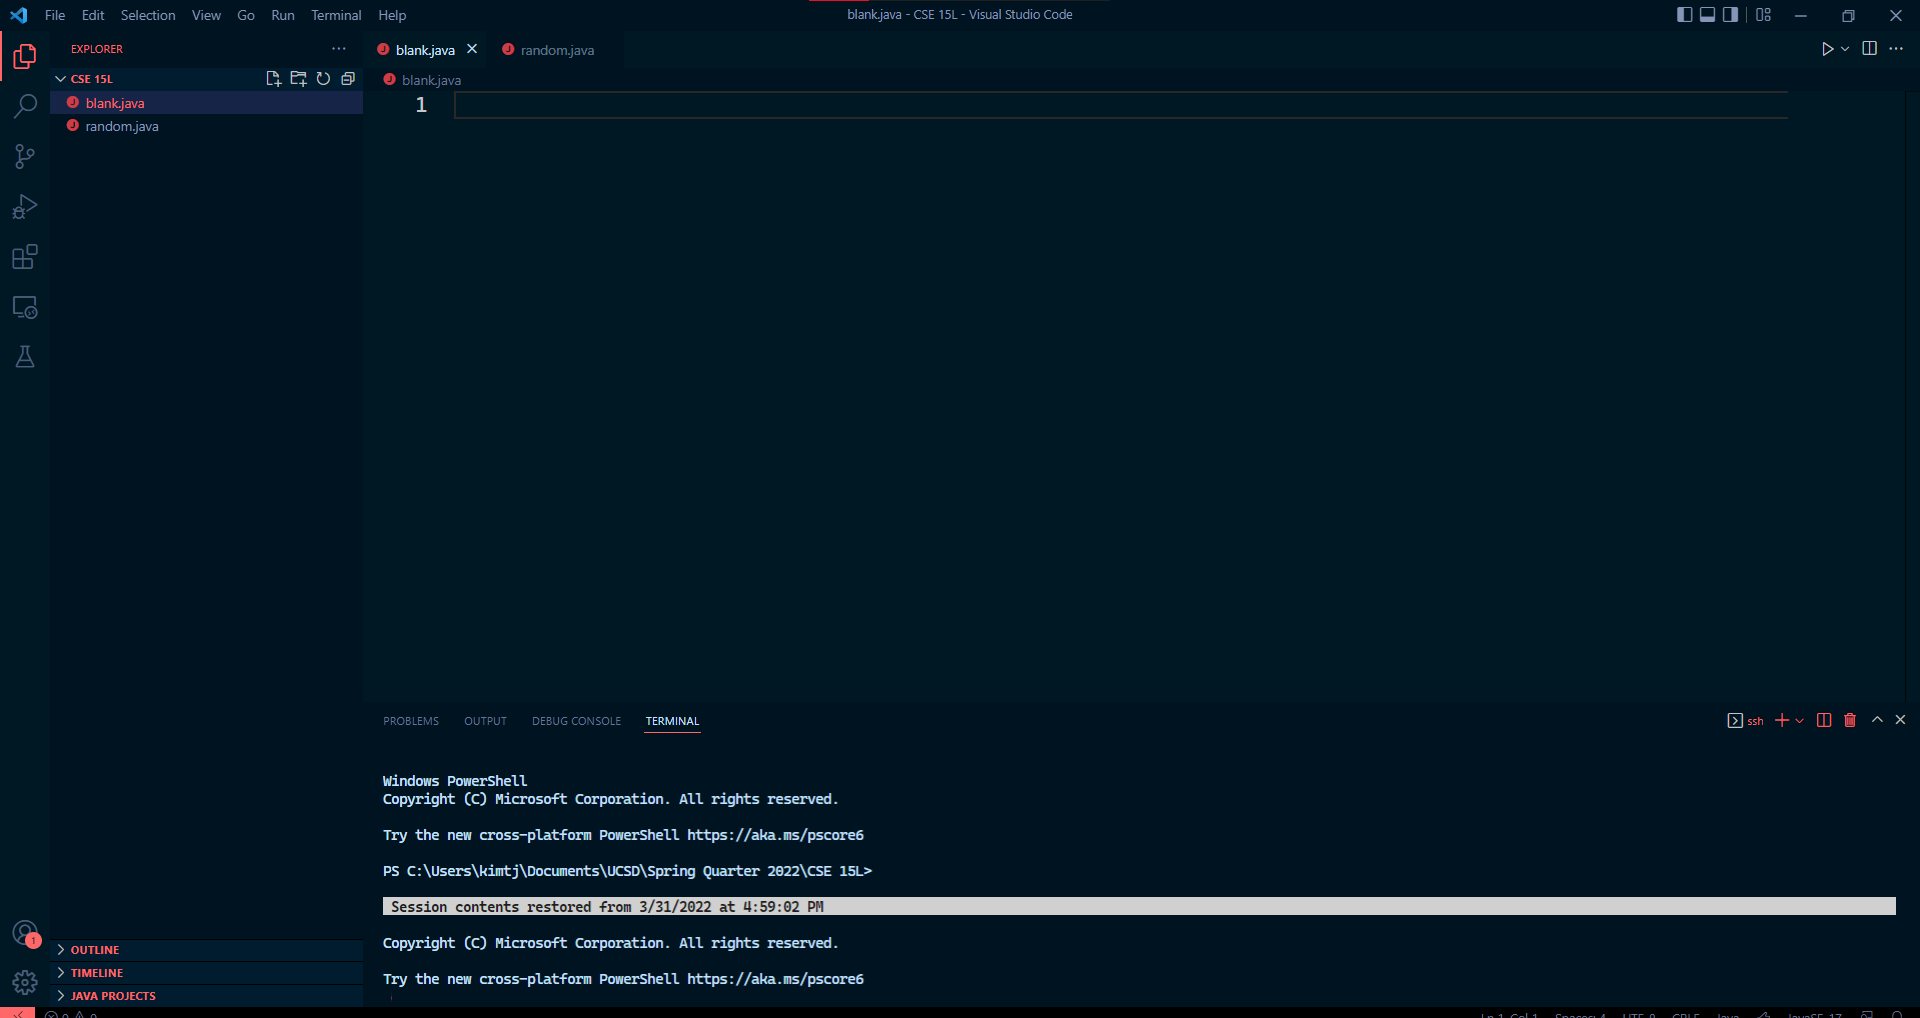 File Edit Selection View Go Run Terminal Help
blank.java - CSE 15L - Visual Studio Code
EXPLORER
CSE 15L
blank.java
random.java
blank.java random.java
blank.java
1
PROBLEMS OUTPUT DEBUG CONSOLE TERMINAL
ssh
Windows PowerShell
Copyright (C) Microsoft Corporation. All rights reserved.
Try the new cross-platform PowerShell https://aka.ms/pscore6
PS C:\Users\kimtj\Documents\UCSD\Spring Quarter 2022\CSE 15L>
Session contents restored from 3/31/2022 at 4:59:02 PM
Copyright (C) Microsoft Corporation. All rights reserved.
Try the new cross-platform PowerShell https://aka.ms/pscore6
1
OUTLINE
TIMELINE
JAVA PROJECTS